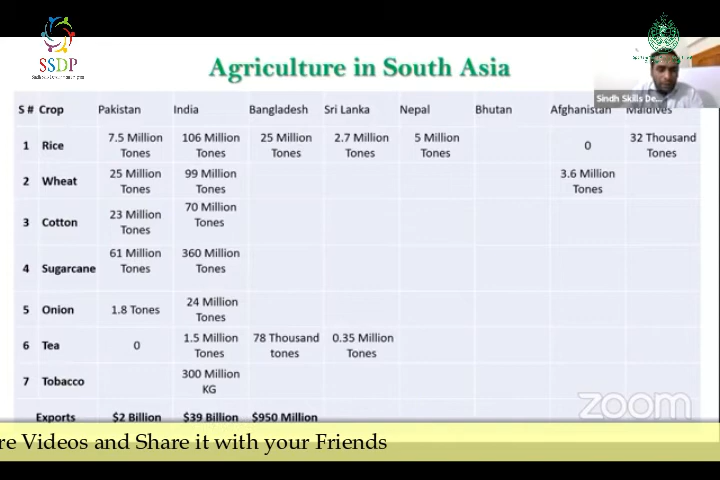 SSDP
Agriculture in South Asia
Sindh Skills De...
S # Crop Pakistan India Bangladesh Sri Lanka Nepal Bhutan Afghanistan Maldives
1 Rice 7.5 Million Tones 106 Million Tones 25 Million Tones 2.7 Million Tones 5 Million Tones 0 32 Thousand Tones
2 Wheat 25 Million Tones 99 Million Tones 3.6 Million Tones
3 Cotton 23 Million Tones 70 Million Tones
4 Sugarcane 61 Million Tones 360 Million Tones
5 Onion 1.8 Tones 24 Million Tones
6 Tea 0 1.5 Million Tones 78 Thousand tones 0.35 Million Tones
7 Tobacco 300 Million KG
Exports $2 Billion $39 Billion $950 Million
zoom
re Videos and Share it with your Friends